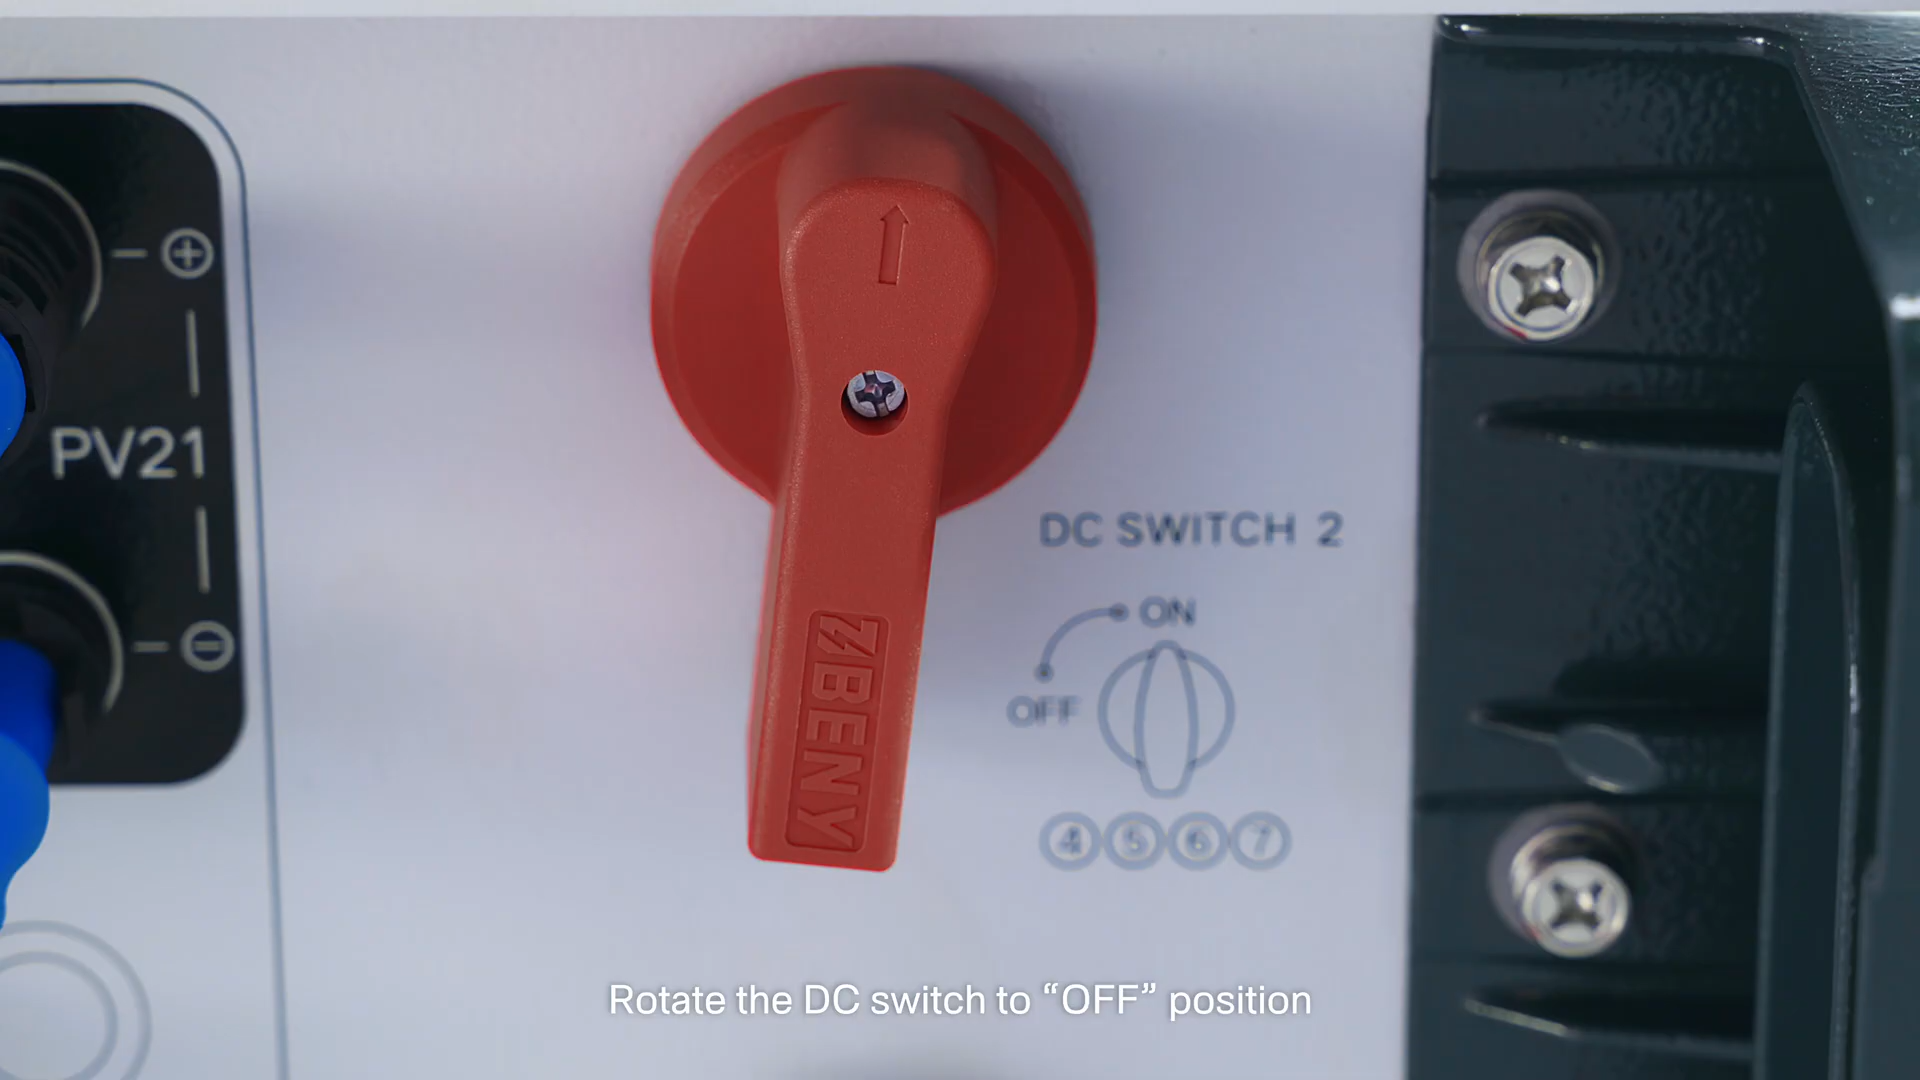 PV21
BENY
DC SWITCH 2
ON
OFF
4 5 6 7
Rotate the DC switch to “OFF” position